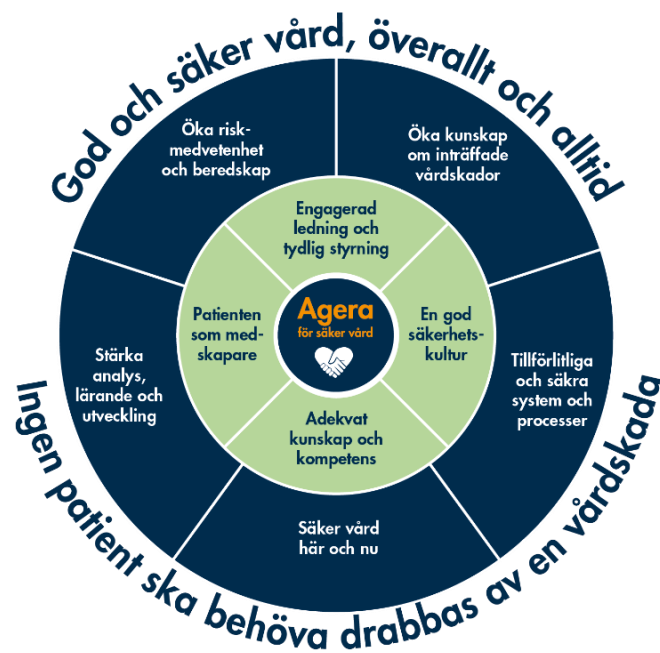 God och säker vård, överallt och alltid
Öka risk-
medvetenhet
och beredskap
Öka kunskap
om inträffade
vårdskador
Engagerad
ledning och
tydlig styrning
Patienten
som med-
skapare
Agera
för säker vård
En god
säkerhets-
kultur
Stärka
analys,
lärande och
utveckling
Tillförlitliga
och säkra
system och
processer
Adekvat
kunskap och
kompetens
Säker vård
här och nu
Ingen patient ska behöva drabbas av en vårdskada